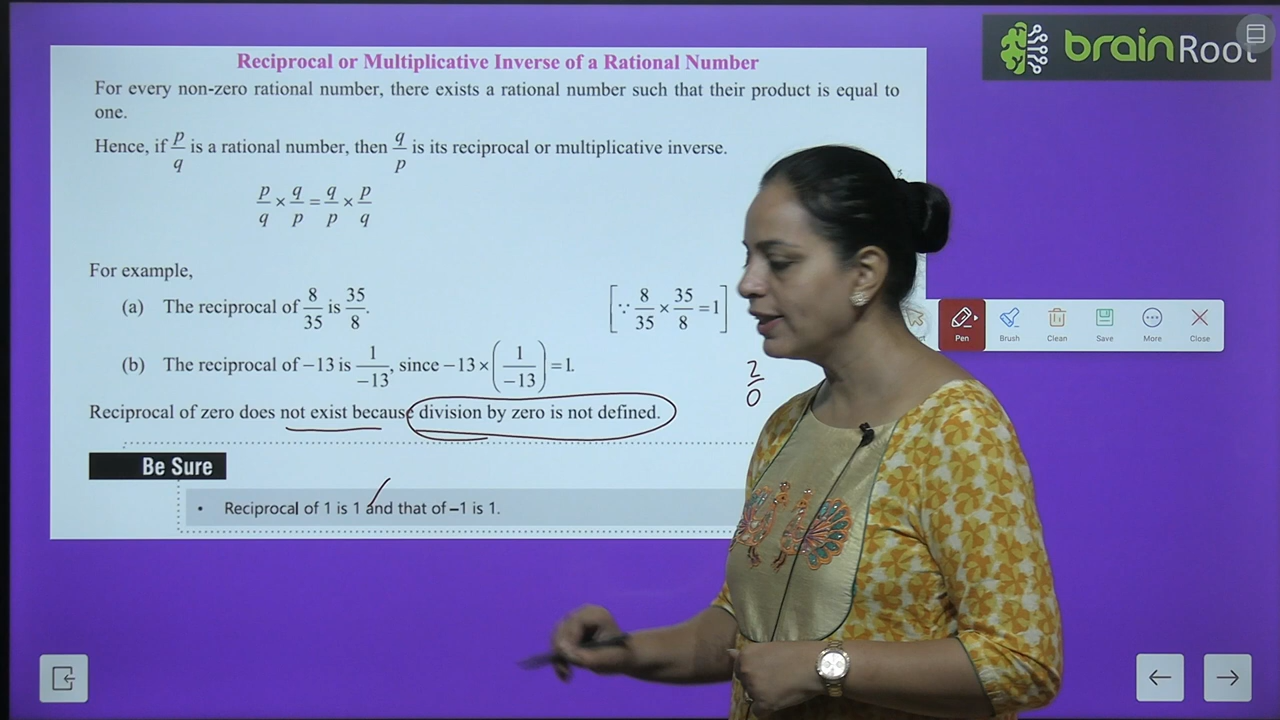 brainRoot
Reciprocal or Multiplicative Inverse of a Rational Number
For every non-zero rational number, there exists a rational number such that their product is equal to
one.
Hence, if p/q is a rational number, then q/p is its reciprocal or multiplicative inverse.
p/q × q/p = q/p × p/q
For example,
(a) The reciprocal of 8/35 is 35/8. [∵ 8/35 × 35/8 = 1]
Pen Brush Clean Save More Close
(b) The reciprocal of −13 is 1/−13, since −13 × (1/−13) = 1.
2/0
Reciprocal of zero does not exist because division by zero is not defined.
Be Sure
• Reciprocal of 1 is 1 and that of –1 is 1.